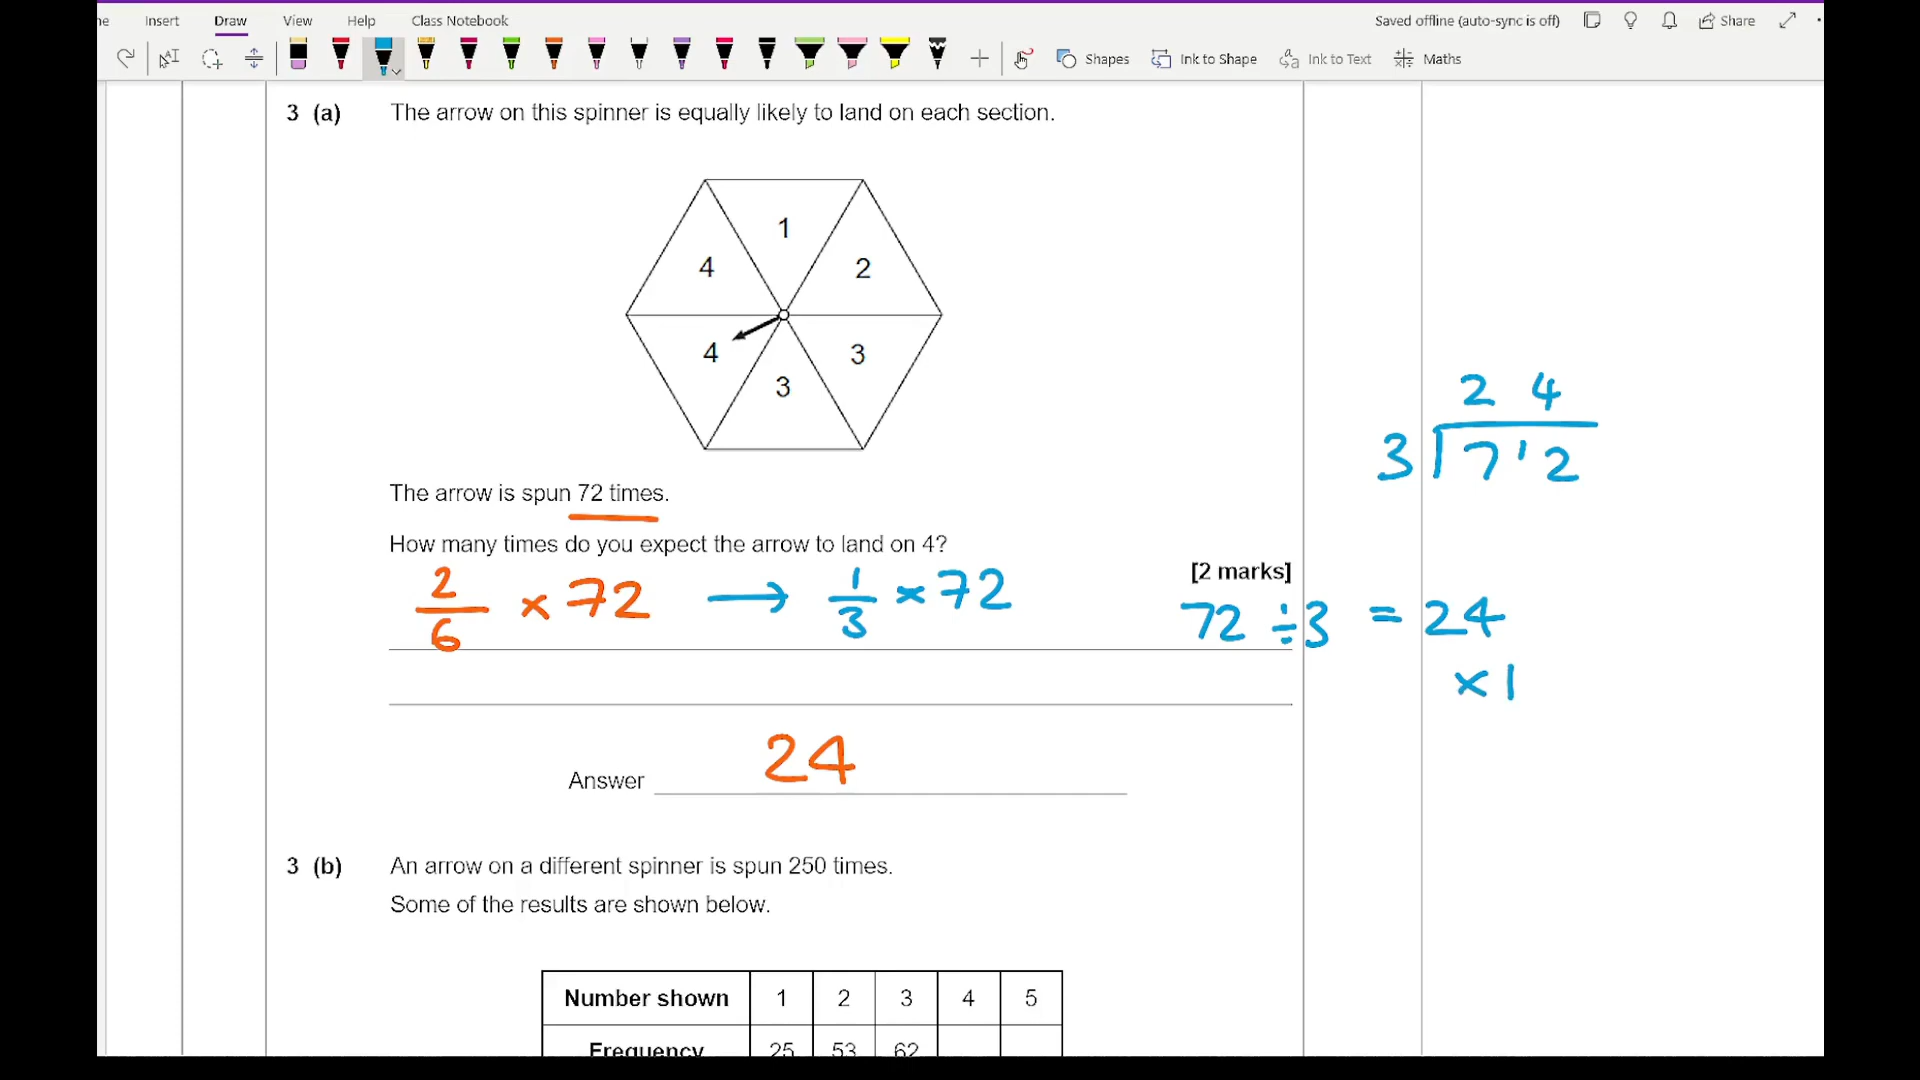 Insert Draw View Help Class Notebook Saved offline (auto-sync is off) Share
Shapes Ink to Shape Ink to Text Maths
3 (a) The arrow on this spinner is equally likely to land on each section.
1
4 2
4 3
3
2 4
3 7 1 2
The arrow is spun 72 times.
How many times do you expect the arrow to land on 4?
[2 marks]
2/6 × 72 → 1/3 × 72 72 ÷ 3 = 24
× 1
24
Answer
3 (b) An arrow on a different spinner is spun 250 times.
Some of the results are shown below.
Number shown 1 2 3 4 5
Frequency 25 53 62